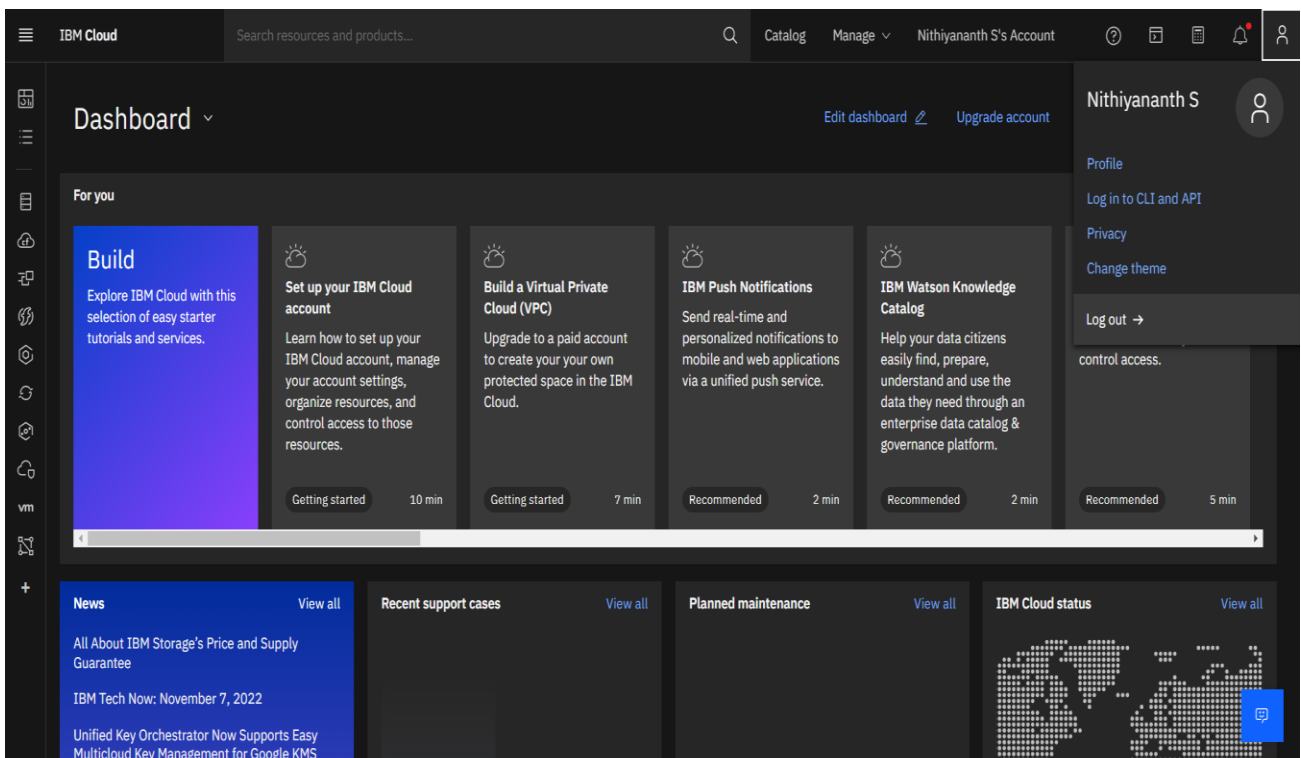 IBM Cloud
Search resources and products...
Catalog
Manage
Nithiyananth S's Account
Dashboard
Edit dashboard
Upgrade account
Nithiyananth S
Profile
Log in to CLI and API
Privacy
Change theme
Log out →
For you
Build
Explore IBM Cloud with this
selection of easy starter
tutorials and services.
Set up your IBM Cloud
account
Learn how to set up your
IBM Cloud account, manage
your account settings,
organize resources, and
control access to those
resources.
Getting started
10 min
Build a Virtual Private
Cloud (VPC)
Upgrade to a paid account
to create your your own
protected space in the IBM
Cloud.
Getting started
7 min
IBM Push Notifications
Send real-time and
personalized notifications to
mobile and web applications
via a unified push service.
Recommended
2 min
IBM Watson Knowledge
Catalog
Help your data citizens
easily find, prepare,
understand and use the
data they need through an
enterprise data catalog &
governance platform.
Recommended
2 min
control access.
Recommended
5 min
vm
News
View all
All About IBM Storage's Price and Supply
Guarantee
IBM Tech Now: November 7, 2022
Unified Key Orchestrator Now Supports Easy
Multicloud Key Management for Google KMS
Recent support cases
View all
Planned maintenance
View all
IBM Cloud status
View all